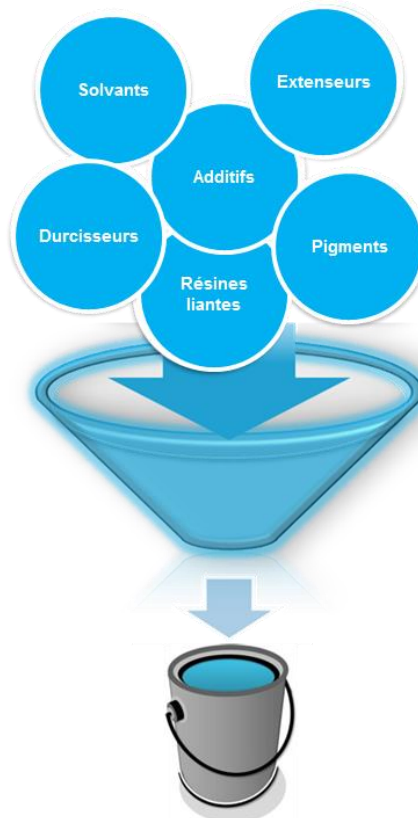 Solvants
Extenseurs
Additifs
Durcisseurs
Pigments
Résines
liantes